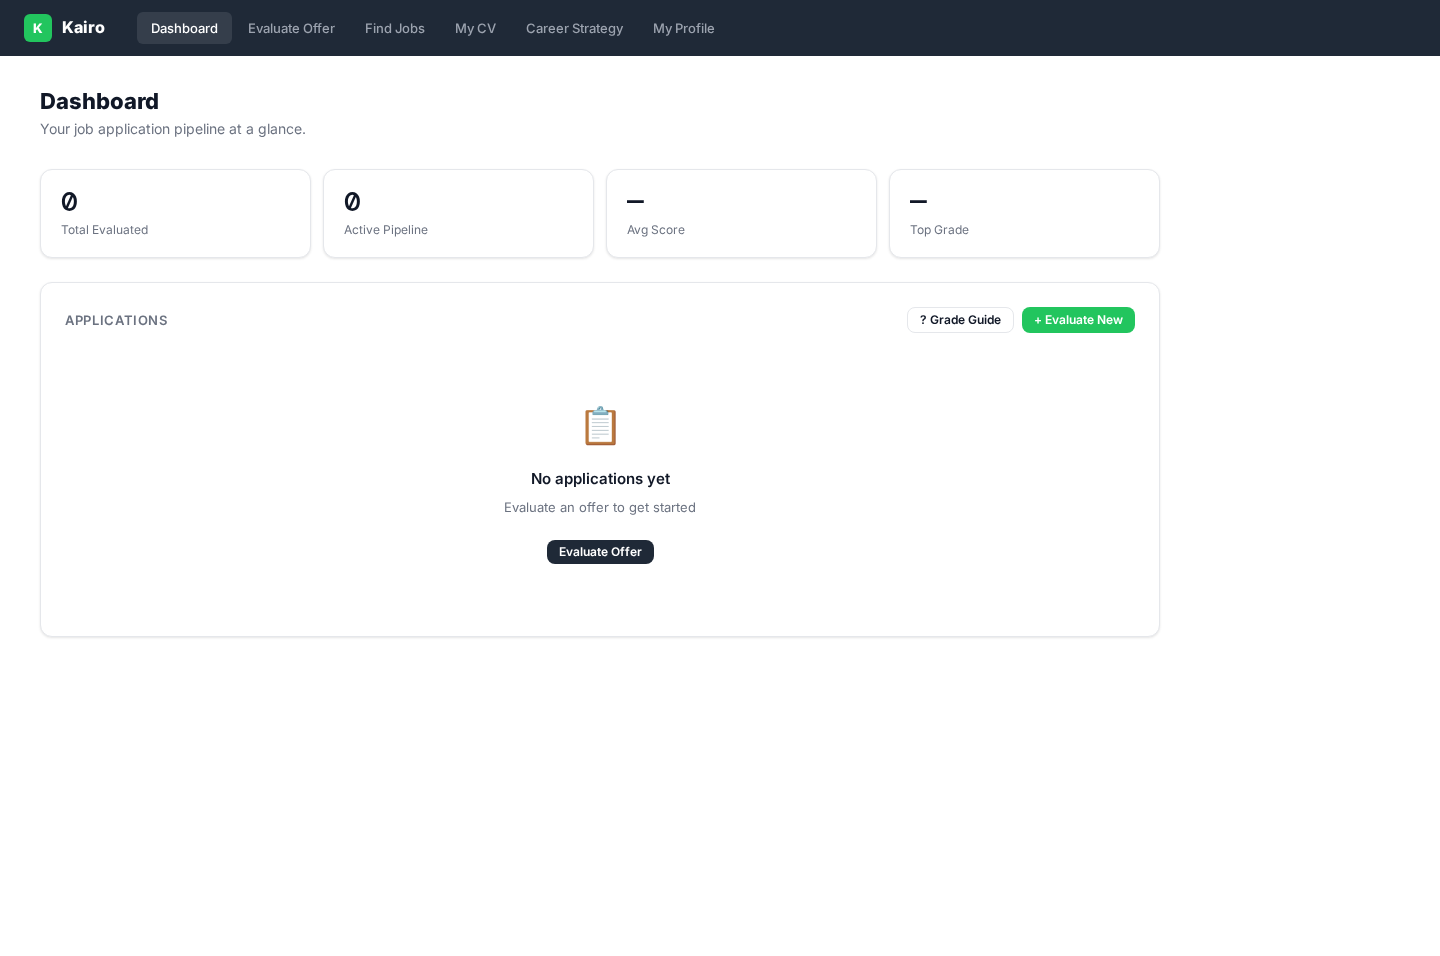 K Kairo Dashboard Evaluate Offer Find Jobs My CV Career Strategy My Profile
Dashboard
Your job application pipeline at a glance.
0 0 — —
Total Evaluated Active Pipeline Avg Score Top Grade
APPLICATIONS ? Grade Guide + Evaluate New
No applications yet
Evaluate an offer to get started
Evaluate Offer